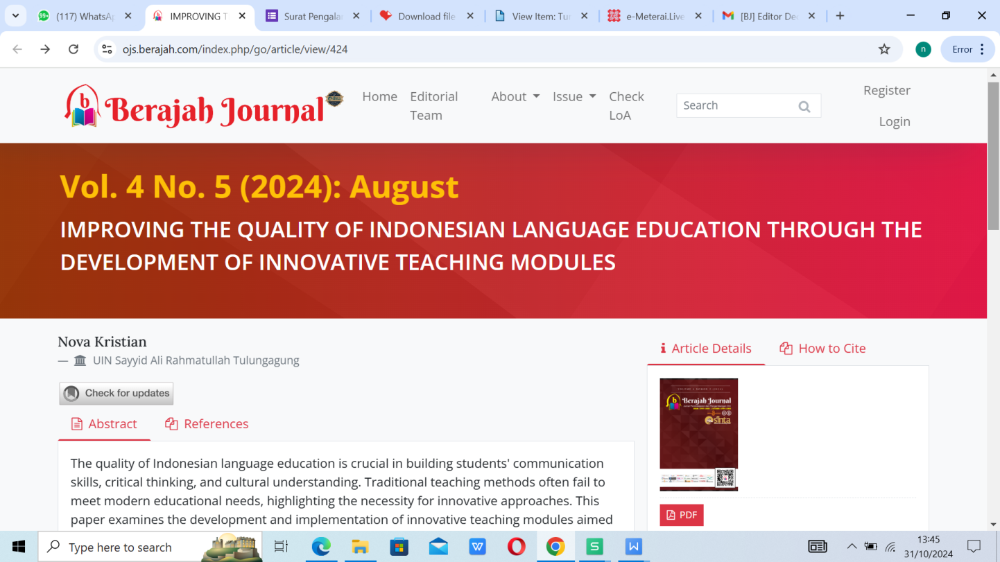 (117) WhatsAp
IMPROVING T
Surat Pengala
Download file
View Item: Tur
e-Meterai.Live
[BJ] Editor Dec
ojs.berajah.com/index.php/go/article/view/424
n
Error
b Berajah Journal
Home
Editorial
Team
About
Issue
Check
LoA
Search
Register
Login
Vol. 4 No. 5 (2024): August
IMPROVING THE QUALITY OF INDONESIAN LANGUAGE EDUCATION THROUGH THE
DEVELOPMENT OF INNOVATIVE TEACHING MODULES
Nova Kristian
— UIN Sayyid Ali Rahmatullah Tulungagung
Check for updates
Abstract
References
The quality of Indonesian language education is crucial in building students' communication
skills, critical thinking, and cultural understanding. Traditional teaching methods often fail to
meet modern educational needs, highlighting the necessity for innovative approaches. This
paper examines the development and implementation of innovative teaching modules aimed
Article Details
How to Cite
Berajah Journal
sinta
PDF
Type here to search
13:45
31/10/2024